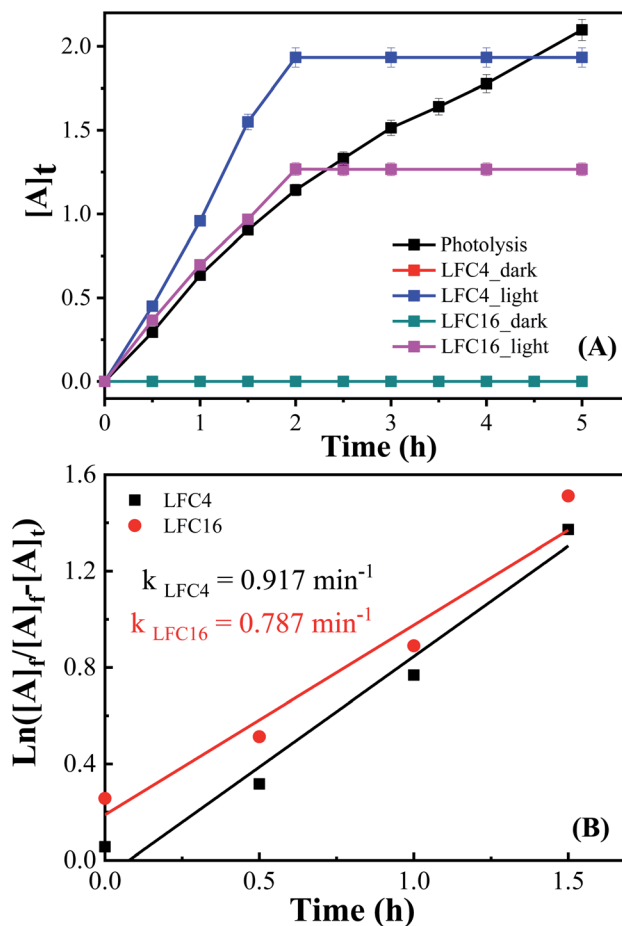 2.0
1.5
1.0
0.5
0.0
[A]t
Photolysis
LFC4_dark
LFC4_light
LFC16_dark
LFC16_light
(A)
0 1 2 3 4 5
Time (h)
1.6
1.2
0.8
0.4
0.0
Ln([A]f/[A]f-[A]t)
LFC4
LFC16
k LFC4 = 0.917 min-1
k LFC16 = 0.787 min-1
(B)
0.0 0.5 1.0 1.5
Time (h)